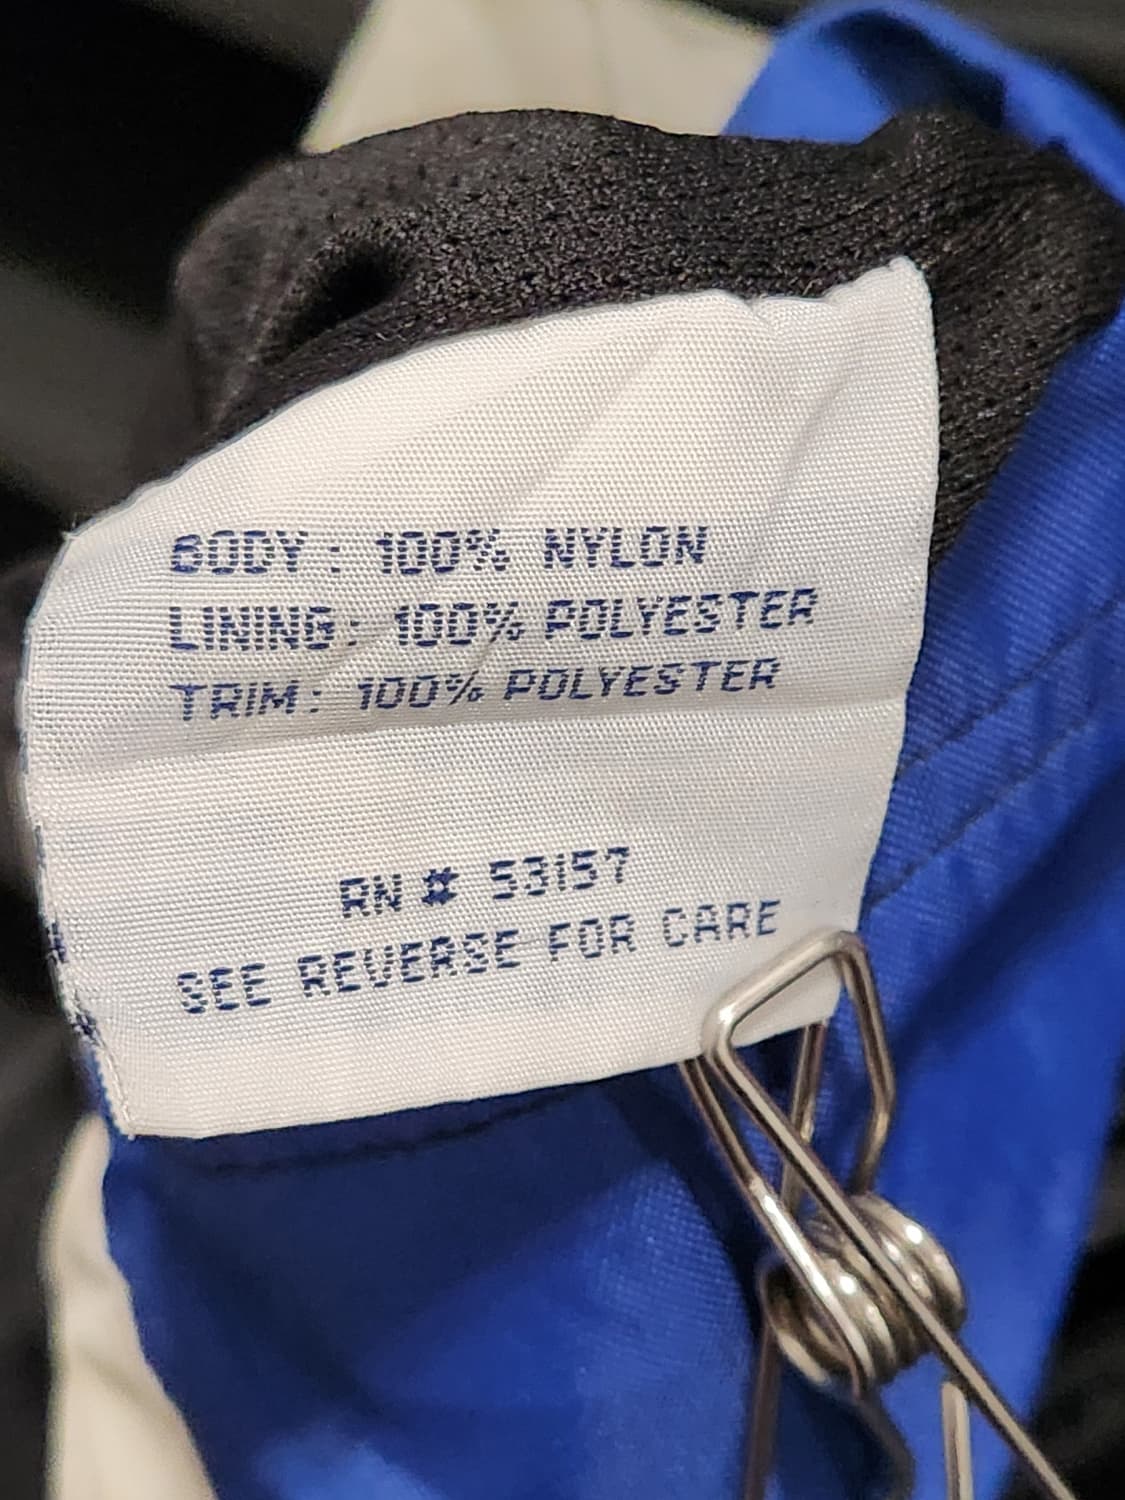 BODY : 100% NYLON
LINING : 100% POLYESTER
TRIM : 100% POLYESTER
RN # 53157
SEE REVERSE FOR CARE